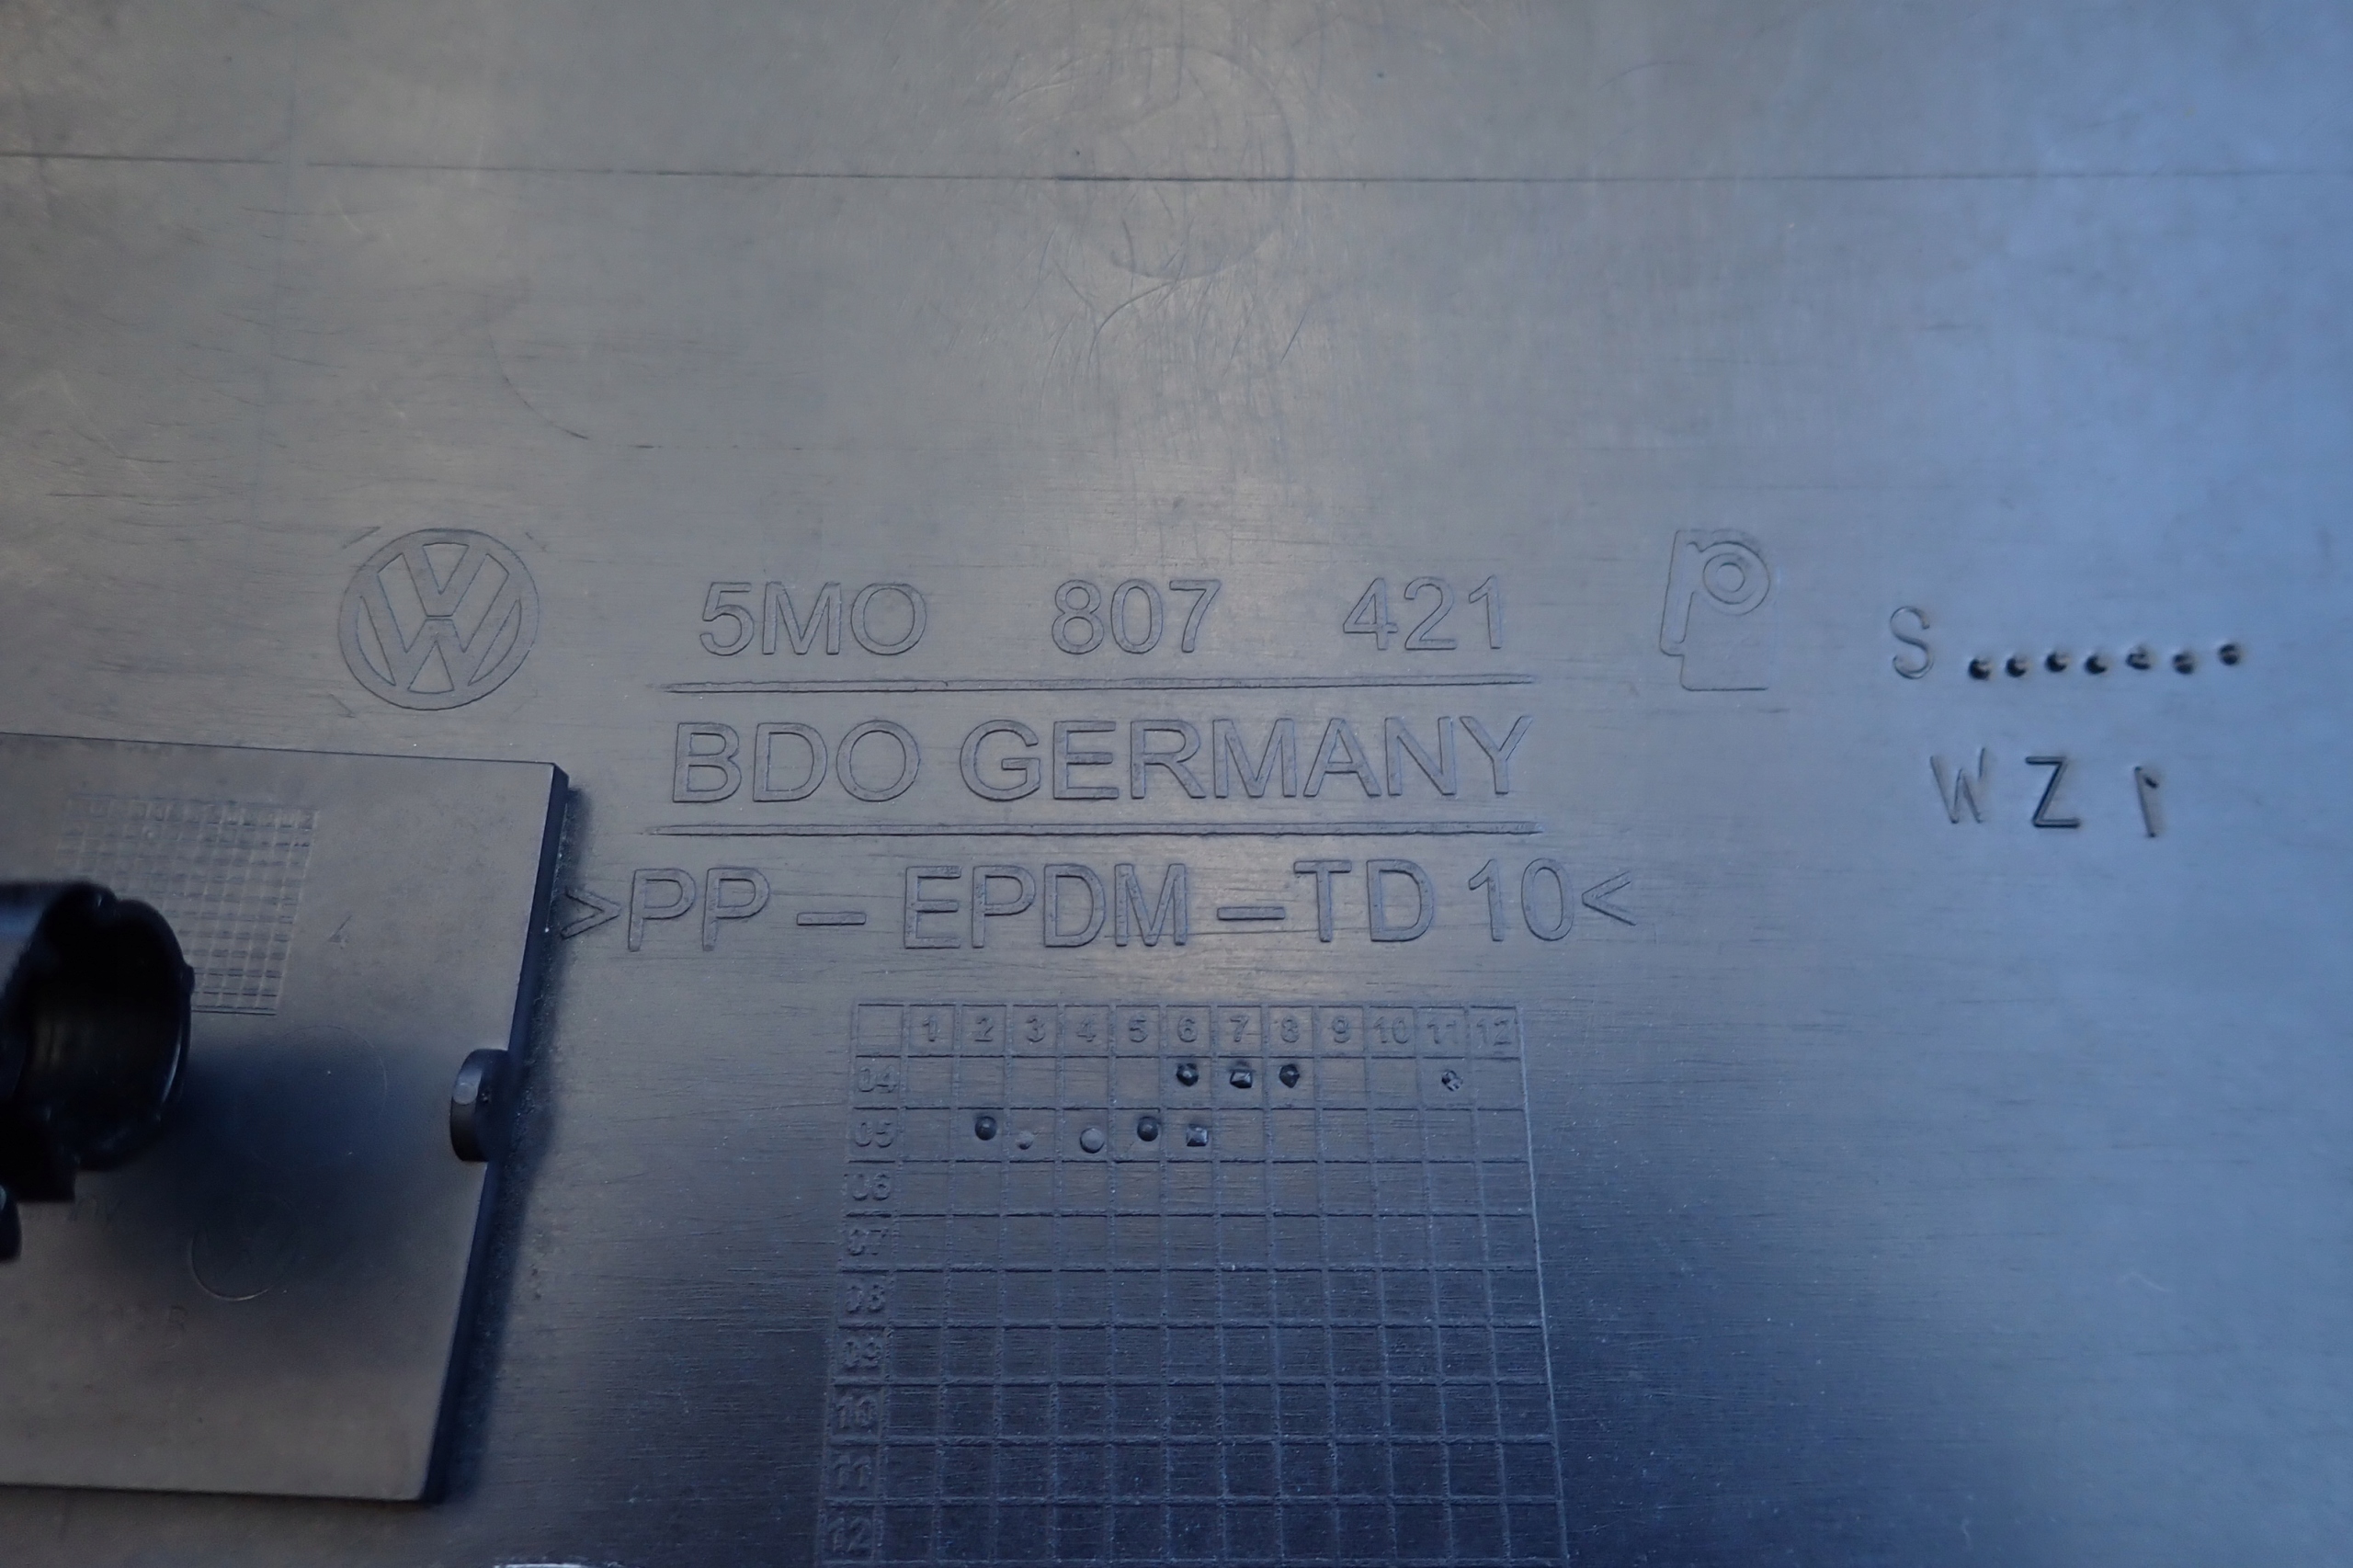 5M0 807 421
S.......
BDO GERMANY
WZ 1
>PP - EPDM - TD 10<
1 2 3 4 5 6 7 8 9 10 11 12
04
05
06
07
08
09
10
11
12